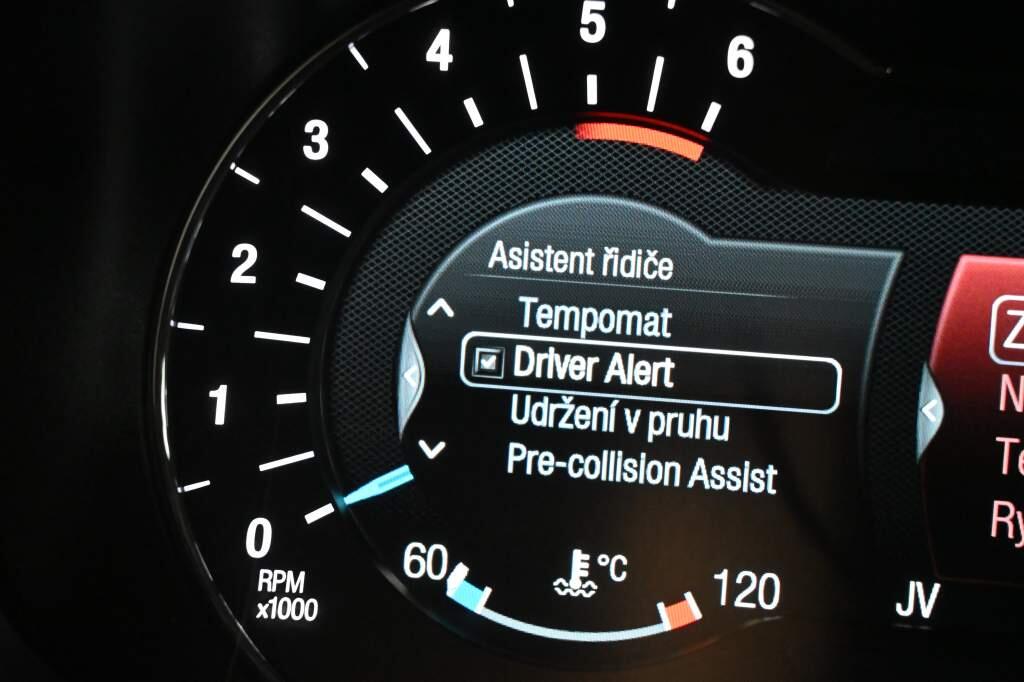 5
4
6
3
2
1
0
RPM
x1000
Asistent řidiče
Tempomat
Driver Alert
Udržení v pruhu
Pre-collision Assist
60
°C
120
JV